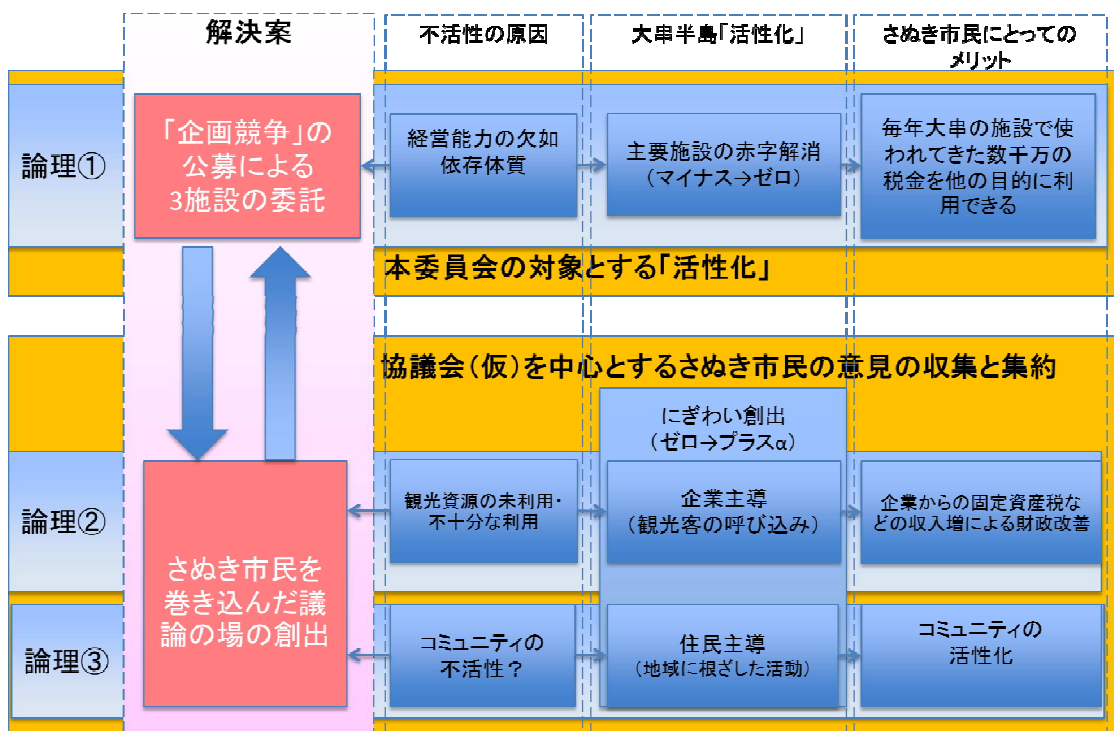 解決案
不活性の原因
大串半島「活性化」
さぬき市民にとっての
メリット
論理①
「企画競争」の
公募による
3施設の委託
経営能力の欠如
依存体質
主要施設の赤字解消
（マイナス→ゼロ）
毎年大串の施設で使
われてきた数千万の
税金を他の目的に利
用できる
本委員会の対象とする「活性化」
協議会（仮）を中心とするさぬき市民の意見の収集と集約
にぎわい創出
（ゼロ→プラスα）
論理②
さぬき市民を
巻き込んだ議
論の場の創出
観光資源の未利用・
不十分な利用
企業主導
（観光客の呼び込み）
企業からの固定資産税な
どの収入増による財政改善
論理③
コミュニティの
不活性？
住民主導
（地域に根ざした活動）
コミュニティの
活性化